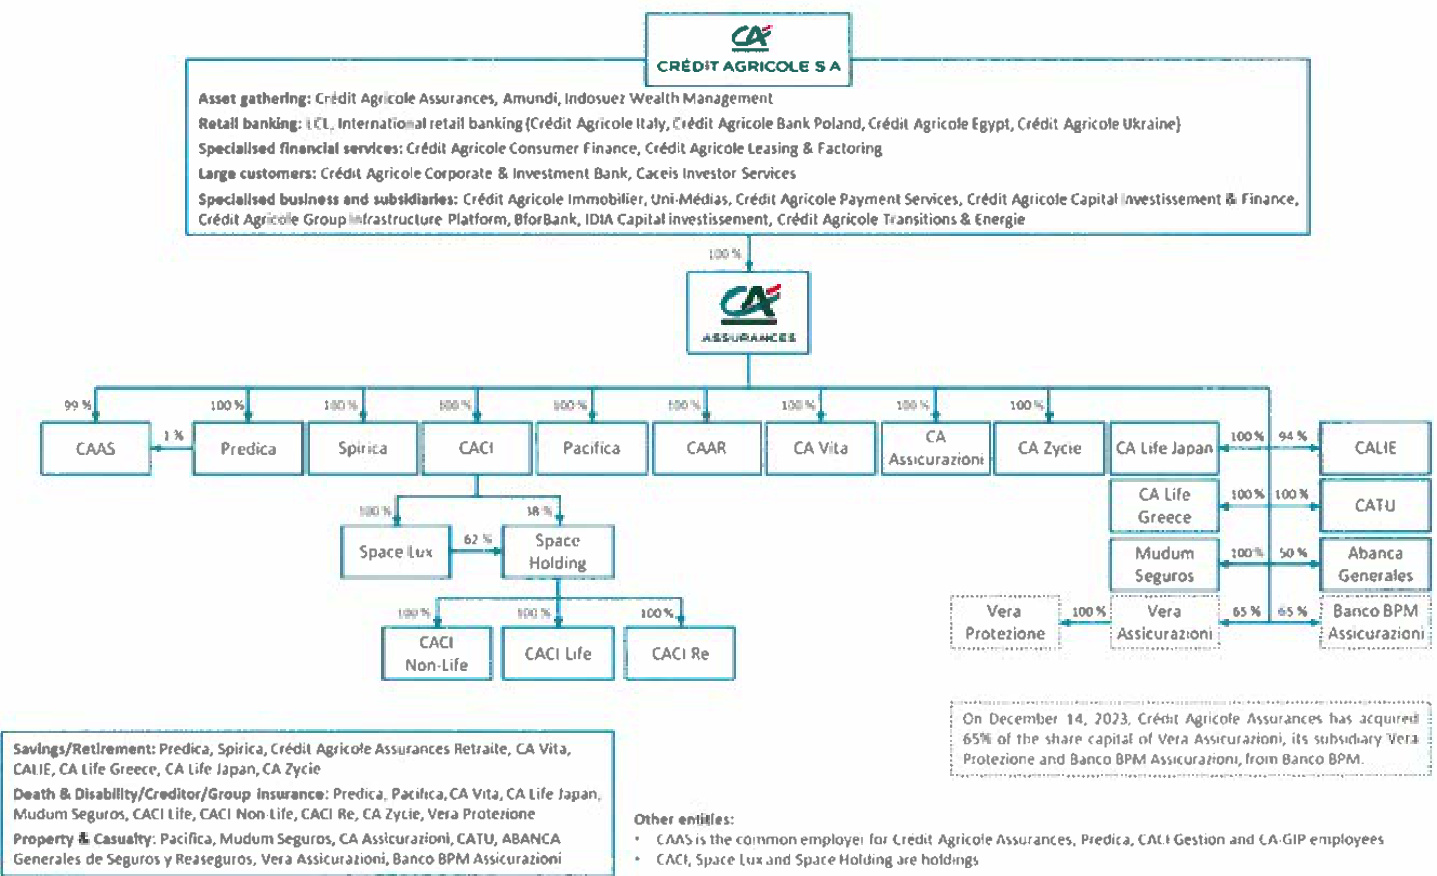 CA
CRÉDIT AGRICOLE S A
Asset gathering: Crédit Agricole Assurances, Amundi, Indosuez Wealth Management
Retail banking: LCL, International retail banking (Crédit Agricole Italy, Crédit Agricole Bank Poland, Crédit Agricole Egypt, Crédit Agricole Ukraine)
Specialised financial services: Crédit Agricole Consumer Finance, Crédit Agricole Leasing & Factoring
Large customers: Crédit Agricole Corporate & Investment Bank, Caceis Investor Services
Specialised business and subsidiaries: Crédit Agricole Immobilier, Uni-Médias, Crédit Agricole Payment Services, Crédit Agricole Capital Investissement & Finance,
Crédit Agricole Group Infrastructure Platform, BforBank, IDIA Capital investissement, Crédit Agricole Transitions & Energie
100 %
CA
ASSURANCES
99 % 100 % 100 % 100 % 100 % 100 % 100 % 100 % 100 %
CAAS 1 % Predica Spirica CACI Pacifica CAAR CA Vita CA Assicurazioni CA Zycie CA Life Japan 100 % 94 % CALIE
CA Life Greece 100 % 100 % CATU
100 % 38 %
Space Lux 62 % Space Holding
Mudum Seguros 100 % 50 % Abanca Generales
100 % 100 % 100 %
Vera Protezione 100 % Vera Assicurazioni 65 % 65 % Banco BPM Assicurazioni
CACI Non-Life CACI Life CACI Re
On December 14, 2023, Crédit Agricole Assurances has acquired
65% of the share capital of Vera Assicurazioni, its subsidiary Vera
Protezione and Banco BPM Assicurazioni, from Banco BPM.
Savings/Retirement: Predica, Spirica, Crédit Agricole Assurances Retraite, CA Vita,
CALIE, CA Life Greece, CA Life Japan, CA Zycie
Death & Disability/Creditor/Group insurance: Predica, Pacifica, CA Vita, CA Life Japan,
Mudum Seguros, CACI Life, CACI Non-Life, CACI Re, CA Zycie, Vera Protezione
Property & Casualty: Pacifica, Mudum Seguros, CA Assicurazioni, CATU, ABANCA
Generales de Seguros y Reaseguros, Vera Assicurazioni, Banco BPM Assicurazioni
Other entities:
• CAAS is the common employer for Crédit Agricole Assurances, Predica, CACI Gestion and CA-GIP employees
• CACI, Space Lux and Space Holding are holdings